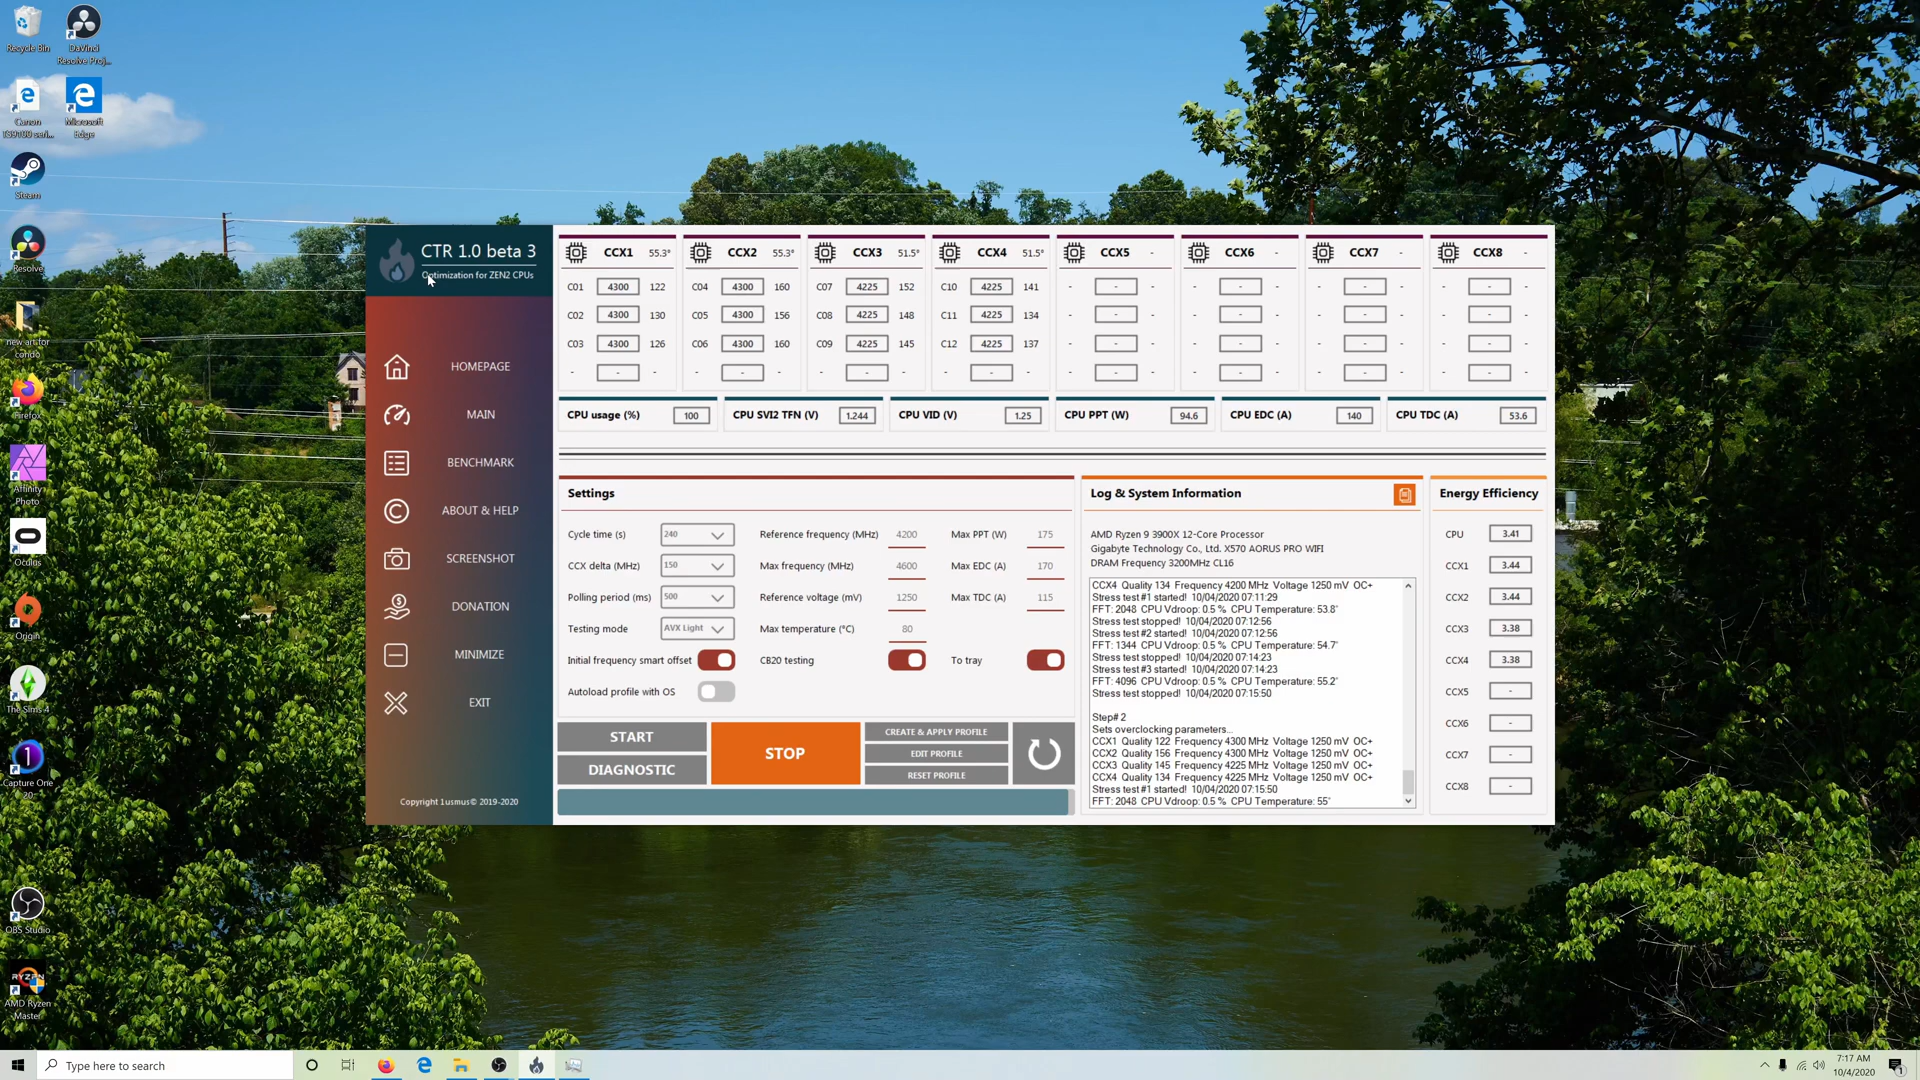 Recycle Bin
DaVinci
Resolve Proj...
Canon
TS9100 seri...
Microsoft
Edge
Steam
Resolve
new art for
condo
Firefox
Affinity
Photo
Oculus
Origin
The Sims 4
Capture One
20
OBS Studio
RYZEN
AMD Ryzen
Master
CTR 1.0 beta 3
Optimization for ZEN2 CPUs
HOMEPAGE
MAIN
BENCHMARK
ABOUT & HELP
SCREENSHOT
DONATION
MINIMIZE
EXIT
Copyright 1usmus© 2019-2020
CCX1 55.3° CCX2 55.3° CCX3 51.5° CCX4 51.5° CCX5 - CCX6 - CCX7 - CCX8 -
C01 4300 122 C04 4300 160 C07 4225 152 C10 4225 141 - - - - - - - - - - - -
C02 4300 130 C05 4300 156 C08 4225 148 C11 4225 134 - - - - - - - - - - - -
C03 4300 126 C06 4300 160 C09 4225 145 C12 4225 137 - - - - - - - - - - - -
- - - - - - - - - - - - - - - - - - - - - - - -
CPU usage (%) 100 CPU SVI2 TFN (V) 1.244 CPU VID (V) 1.25 CPU PPT (W) 94.6 CPU EDC (A) 140 CPU TDC (A) 53.6
Settings
Cycle time (s) 240 Reference frequency (MHz) 4200 Max PPT (W) 175
CCX delta (MHz) 150 Max frequency (MHz) 4600 Max EDC (A) 170
Polling period (ms) 500 Reference voltage (mV) 1250 Max TDC (A) 115
Testing mode AVX Light Max temperature (°C) 80
Initial frequency smart offset CB20 testing To tray
Autoload profile with OS
START
DIAGNOSTIC
STOP
CREATE & APPLY PROFILE
EDIT PROFILE
RESET PROFILE
Log & System Information
AMD Ryzen 9 3900X 12-Core Processor
Gigabyte Technology Co., Ltd. X570 AORUS PRO WIFI
DRAM Frequency 3200MHz CL16
CCX4 Quality 134 Frequency 4200 MHz Voltage 1250 mV OC+
Stress test #1 started! 10/04/2020 07:11:29
FFT: 2048 CPU Vdroop: 0.5 % CPU Temperature: 53.8°
Stress test stopped! 10/04/2020 07:12:56
Stress test #2 started! 10/04/2020 07:12:56
FFT: 1344 CPU Vdroop: 0.5 % CPU Temperature: 54.7°
Stress test stopped! 10/04/2020 07:14:23
Stress test #3 started! 10/04/2020 07:14:23
FFT: 4096 CPU Vdroop: 0.5 % CPU Temperature: 55.2°
Stress test stopped! 10/04/2020 07:15:50
Step# 2
Sets overclocking parameters...
CCX1 Quality 122 Frequency 4300 MHz Voltage 1250 mV OC+
CCX2 Quality 156 Frequency 4300 MHz Voltage 1250 mV OC+
CCX3 Quality 145 Frequency 4225 MHz Voltage 1250 mV OC+
CCX4 Quality 134 Frequency 4225 MHz Voltage 1250 mV OC+
Stress test #1 started! 10/04/2020 07:15:50
FFT: 2048 CPU Vdroop: 0.5 % CPU Temperature: 55°
Energy Efficiency
CPU 3.41
CCX1 3.44
CCX2 3.44
CCX3 3.38
CCX4 3.38
CCX5 -
CCX6 -
CCX7 -
CCX8 -
Type here to search
7:17 AM
10/4/2020
1